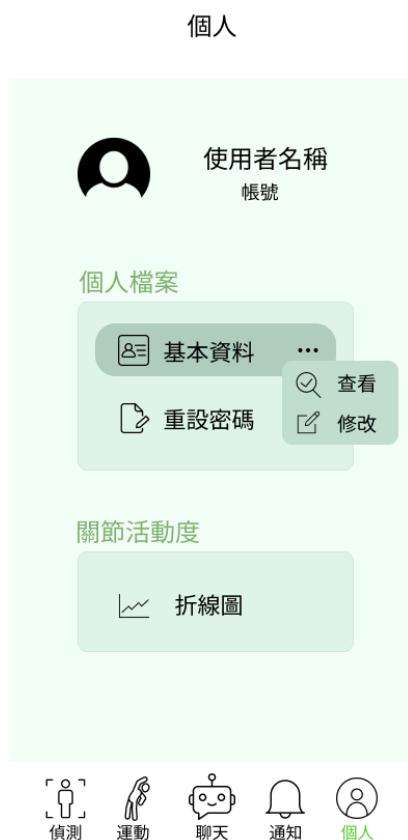 個人
使用者名稱
帳號
個人檔案
基本資料
查看
重設密碼
修改
關節活動度
折線圖
偵測 運動 聊天 通知 個人